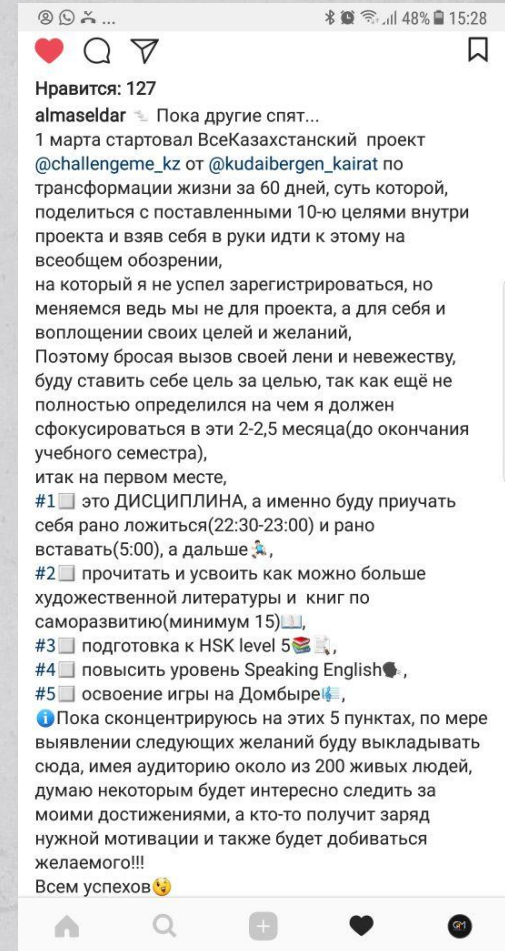 ... 48% 15:28
Нравится: 127
almaseldar Пока другие спят...
1 марта стартовал ВсеКазахстанский проект
@challengeme_kz от @kudaibergen_kairat по
трансформации жизни за 60 дней, суть которой,
поделиться с поставленными 10-ю целями внутри
проекта и взяв себя в руки идти к этому на
всеобщем обозрении,
на который я не успел зарегистрироваться, но
меняемся ведь мы не для проекта, а для себя и
воплощении своих целей и желаний,
Поэтому бросая вызов своей лени и невежеству,
буду ставить себе цель за целью, так как ещё не
полностью определился на чем я должен
сфокусироваться в эти 2-2,5 месяца(до окончания
учебного семестра),
итак на первом месте,
#1 это ДИСЦИПЛИНА, а именно буду приучать
себя рано ложиться(22:30-23:00) и рано
вставать(5:00), а дальше🏃,
#2 прочитать и усвоить как можно больше
художественной литературы и книг по
саморазвитию(минимум 15)📖,
#3 подготовка к HSK level 5📚📝,
#4 повысить уровень Speaking English🗣,
#5 освоение игры на Домбыре🎼,
ℹПока сконцентрируюсь на этих 5 пунктах, по мере
выявлении следующих желаний буду выкладывать
сюда, имея аудиторию около из 200 живых людей,
думаю некоторым будет интересно следить за
моими достижениями, а кто-то получит заряд
нужной мотивации и также будет добиваться
желаемого!!!
Всем успехов😉
GM